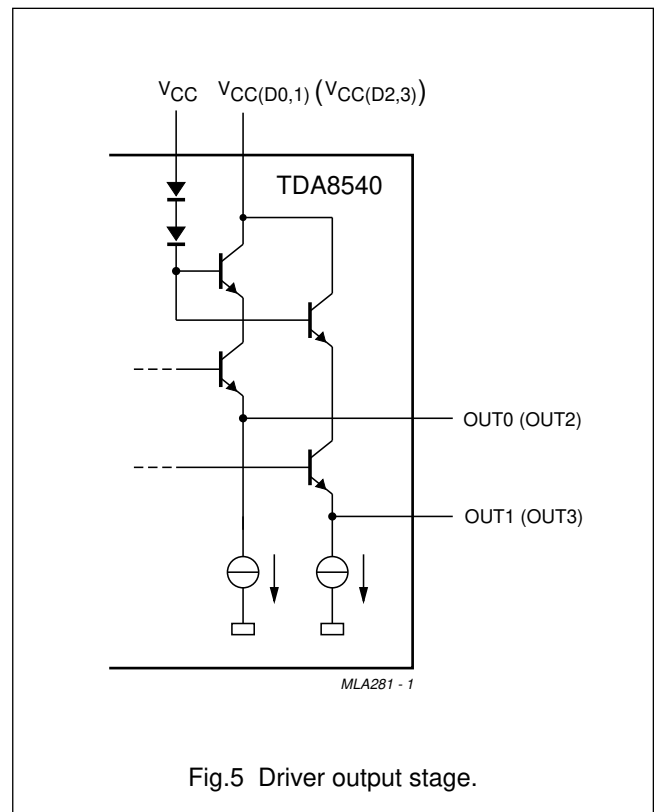 VCC VCC(D0,1) (VCC(D2,3))
TDA8540
OUT0 (OUT2)
OUT1 (OUT3)
MLA281 - 1
Fig.5 Driver output stage.